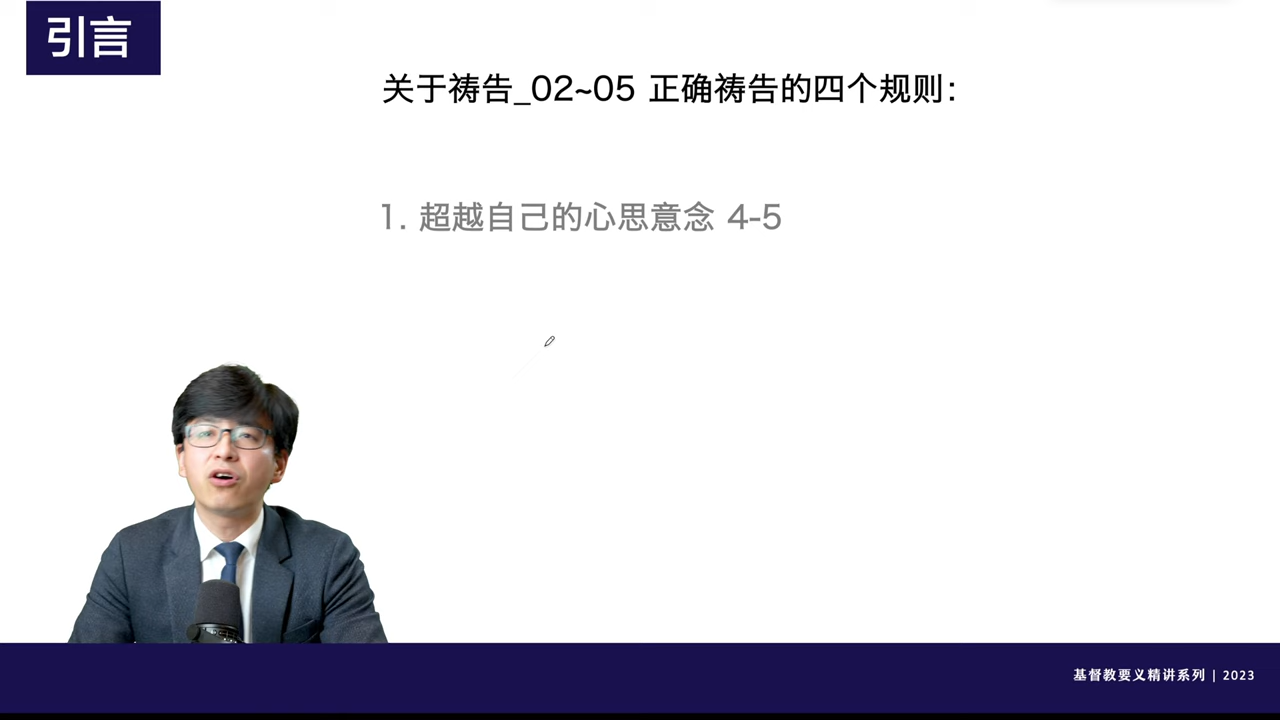 引言
关于祷告_02~05 正确祷告的四个规则：
1. 超越自己的心思意念 4-5
基督教要义精讲系列 | 2023